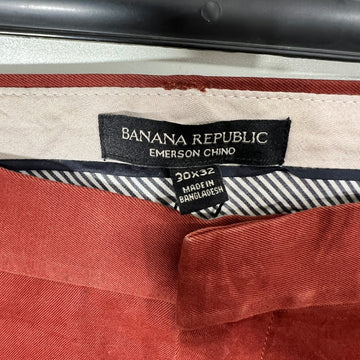 BANANA REPUBLIC
EMERSON CHINO
30X32
MADE IN
BANGLADESH